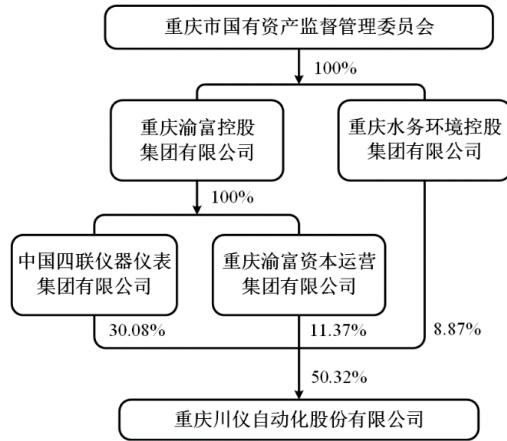 重庆市国有资产监督管理委员会
100%
重庆渝富控股
集团有限公司
重庆水务环境控股
集团有限公司
100%
中国四联仪器仪表
集团有限公司
重庆渝富资本运营
集团有限公司
30.08%
11.37%
8.87%
50.32%
重庆川仪自动化股份有限公司